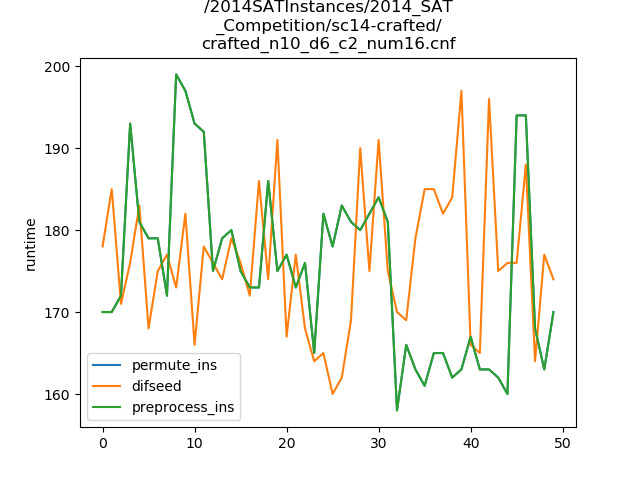 /2014SATInstances/2014_SAT
_Competition/sc14-crafted/
crafted_n10_d6_c2_num16.cnf
200
190
180
170
160
runtime
permute_ins
difseed
preprocess_ins
0
10
20
30
40
50